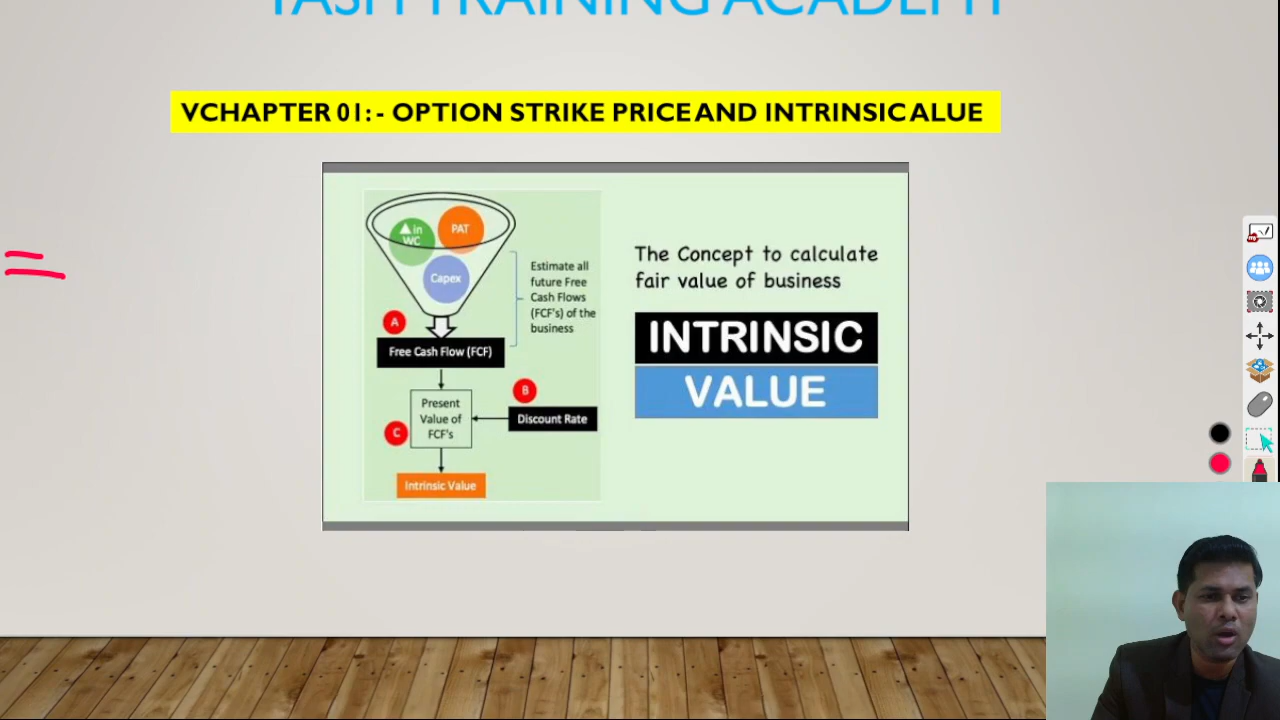 TRAINING ACADEMY
VCHAPTER 01:- OPTION STRIKE PRICE AND INTRINSIC ALUE
▲ in
WC
PAT
Capex
Estimate all
future Free
Cash Flows
(FCF's) of the
business
A
Free Cash Flow (FCF)
B
Present
Value of
FCF's
Discount Rate
C
Intrinsic Value
The Concept to calculate
fair value of business
INTRINSIC
VALUE